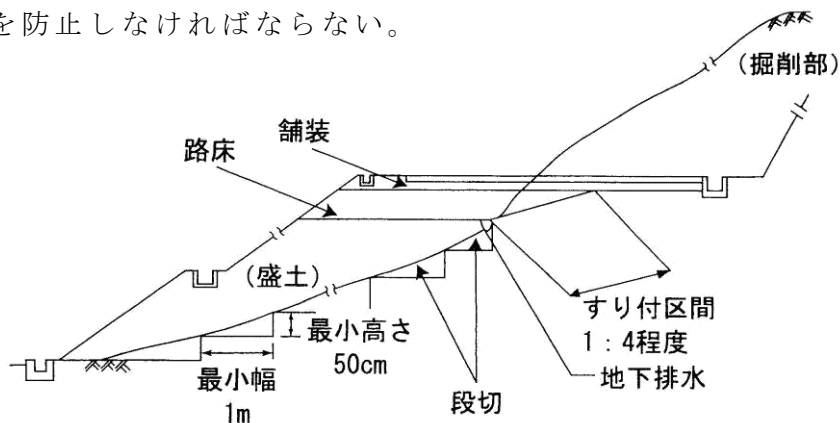 を防止しなければならない。
(掘削部)
舗装
路床
(盛土)
最小高さ
50cm
すり付区間
1：4程度
地下排水
最小幅
1m
段切